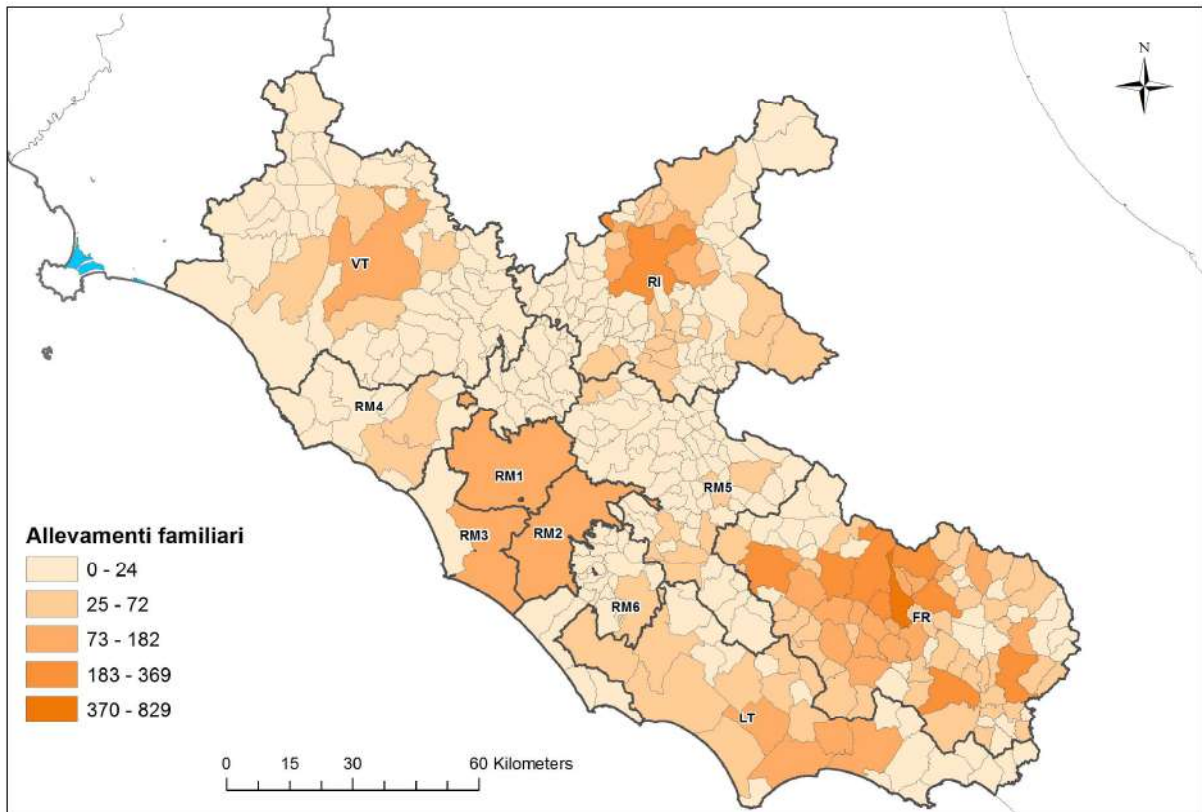 N
VT
RI
RM4
RM1
RM5
RM3
RM2
RM6
FR
LT
Allevamenti familiari
0 - 24
25 - 72
73 - 182
183 - 369
370 - 829
0 15 30 60 Kilometers